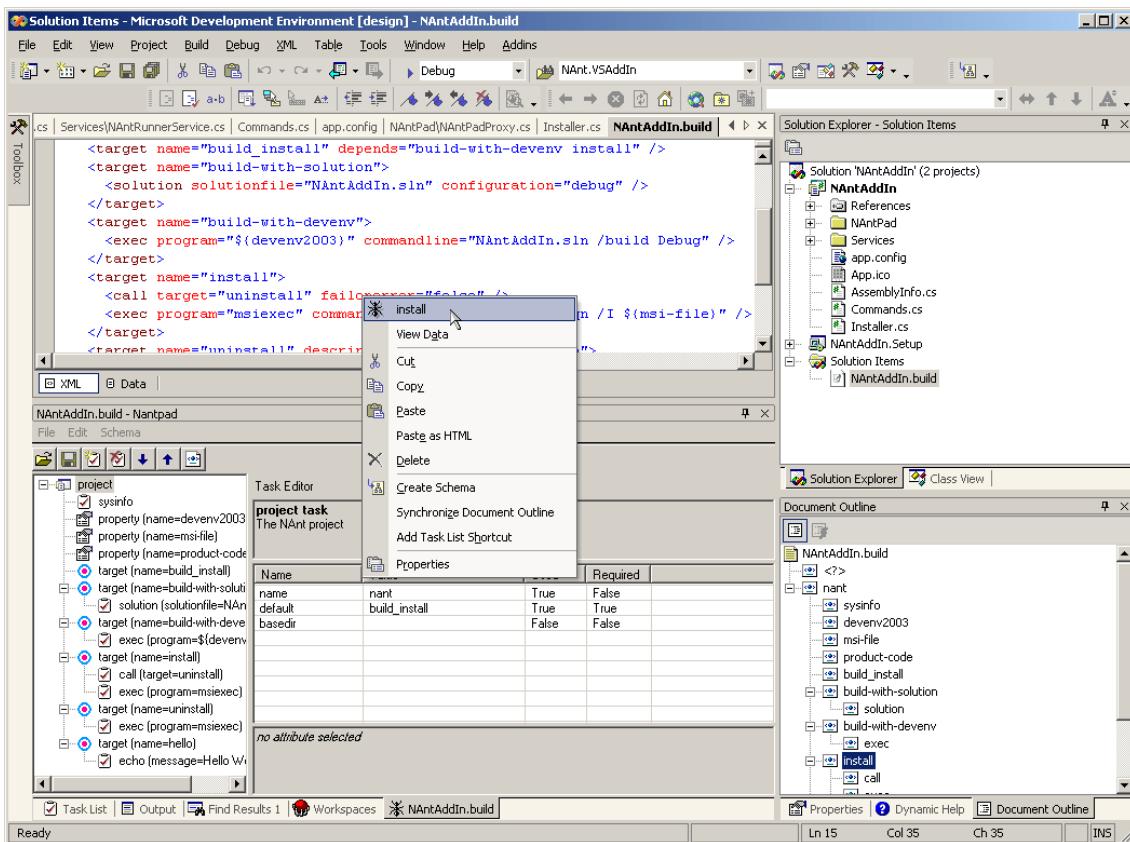 Solution Items - Microsoft Development Environment [design] - NAntAddIn.build
File Edit View Project Build Debug XML Table Tools Window Help Addins
Debug NAnt.VSAddIn
.cs Services\NAntRunnerService.cs Commands.cs app.config NAntPad\NAntPadProxy.cs Installer.cs NAntAddIn.build
Toolbox
<target name="build_install" depends="build-with-devenv install" />
<target name="build-with-solution">
<solution solutionfile="NAntAddIn.sln" configuration="debug" />
</target>
<target name="build-with-devenv">
<exec program="${devenv2003}" commandline="NAntAddIn.sln /build Debug" />
</target>
<target name="install">
<call target="uninstall" failonerror="false" />
<exec program="msiexec" comman n /I ${msi-file}" />
</target>
<target name="uninstall" descrip ">
XML Data
install
View Data
Cut
Copy
Paste
Paste as HTML
Delete
Create Schema
Synchronize Document Outline
Add Task List Shortcut
Properties
NAntAddIn.build - Nantpad
File Edit Schema
project
sysinfo
property (name=devenv2003
property (name=msi-file)
property (name=product-code
target (name=build_install)
target (name=build-with-soluti
solution (solutionfile=NAn
target (name=build-with-deve
exec (program=${devenv
target (name=install)
call (target=uninstall)
exec (program=msiexec)
target (name=uninstall)
exec (program=msiexec)
target (name=hello)
echo (message=Hello W
Task Editor
project task
The NAnt project
Name Value Used Required
name nant True False
default build_install True True
basedir False False
no attribute selected
Task List Output Find Results 1 Workspaces NAntAddIn.build
Solution Explorer - Solution Items
Solution 'NAntAddIn' (2 projects)
NAntAddIn
References
NAntPad
Services
app.config
App.ico
AssemblyInfo.cs
Commands.cs
Installer.cs
NAntAddIn.Setup
Solution Items
NAntAddIn.build
Solution Explorer Class View
Document Outline
NAntAddIn.build
<?>
nant
sysinfo
devenv2003
msi-file
product-code
build_install
build-with-solution
solution
build-with-devenv
exec
install
call
Properties Dynamic Help Document Outline
Ready Ln 15 Col 35 Ch 35 INS